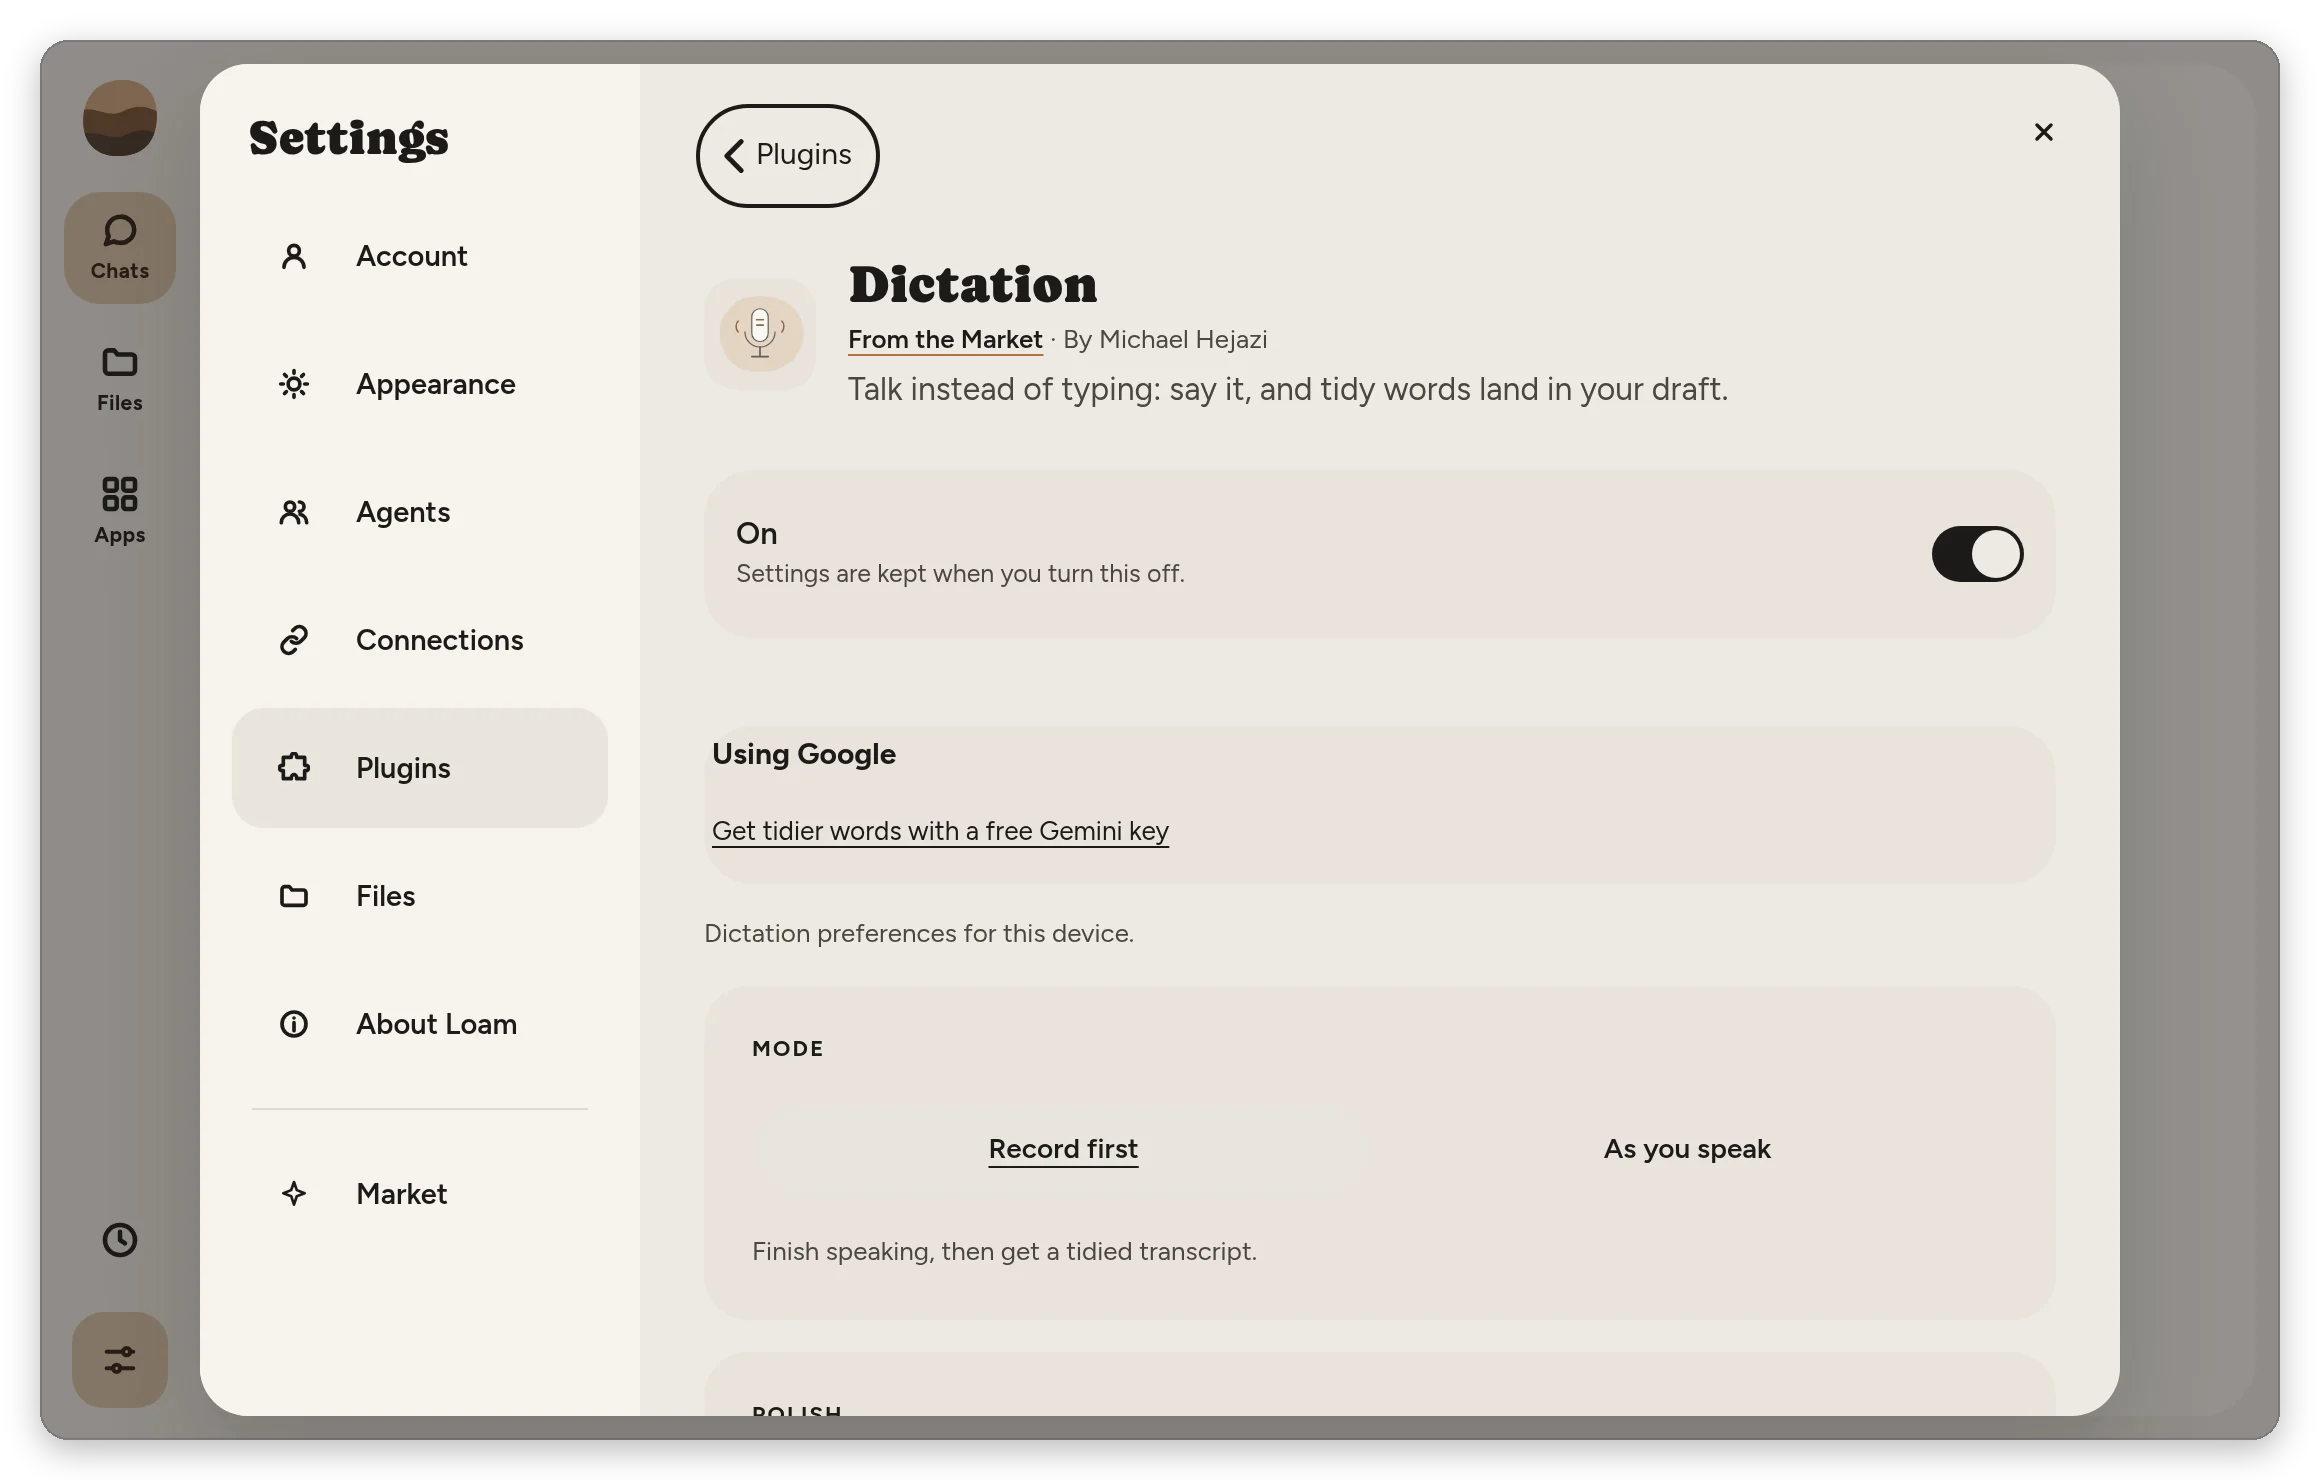 Settings
Chats
Files
Apps
Account
Appearance
Agents
Connections
Plugins
Files
About Loam
Market
Plugins
Dictation
From the Market · By Michael Hejazi
Talk instead of typing: say it, and tidy words land in your draft.
On
Settings are kept when you turn this off.
Using Google
Get tidier words with a free Gemini key
Dictation preferences for this device.
MODE
Record first
As you speak
Finish speaking, then get a tidied transcript.
POLISH